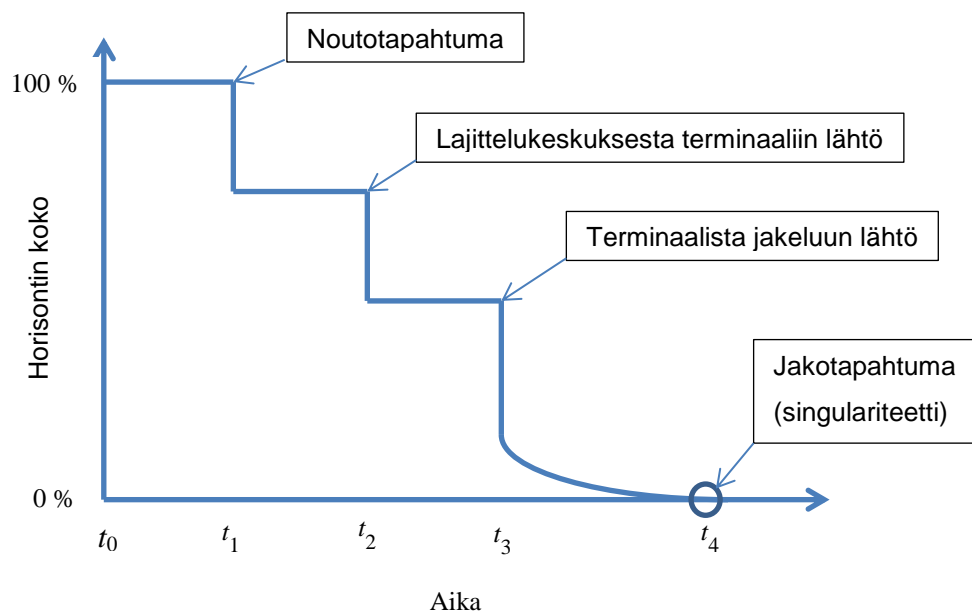 Noutotapahtuma
100 %
Lajittelukeskuksesta terminaaliin lähtö
Terminaalista jakeluun lähtö
Horisontin koko
Jakotapahtuma
(singulariteetti)
0 %
t0 t1 t2 t3 t4
Aika